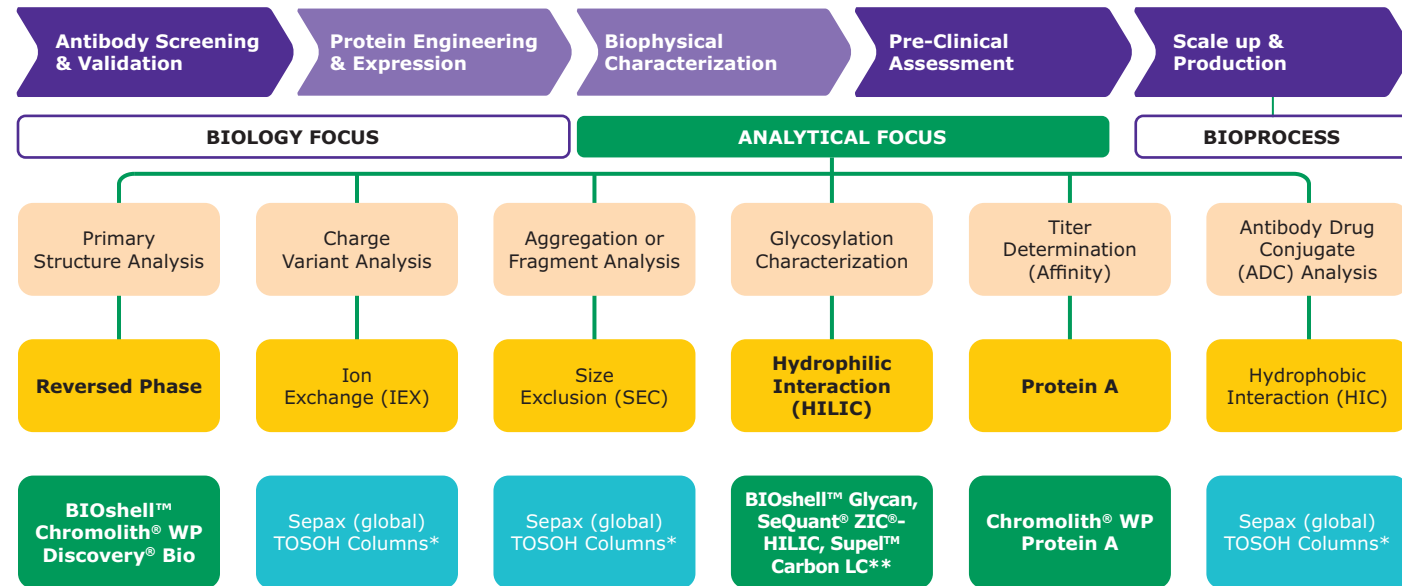 Antibody Screening
& Validation
Protein Engineering
& Expression
Biophysical
Characterization
Pre-Clinical
Assessment
Scale up &
Production
BIOLOGY FOCUS
ANALYTICAL FOCUS
BIOPROCESS
Primary
Structure Analysis
Charge
Variant Analysis
Aggregation or
Fragment Analysis
Glycosylation
Characterization
Titer
Determination
(Affinity)
Antibody Drug
Conjugate
(ADC) Analysis
Reversed Phase
Ion
Exchange (IEX)
Size
Exclusion (SEC)
Hydrophilic
Interaction
(HILIC)
Protein A
Hydrophobic
Interaction (HIC)
BIOshell™
Chromolith® WP
Discovery® Bio
Sepax (global)
TOSOH Columns*
Sepax (global)
TOSOH Columns*
BIOshell™ Glycan,
SeQuant® ZIC®-
HILIC, Supel™
Carbon LC**
Chromolith® WP
Protein A
Sepax (global)
TOSOH Columns*